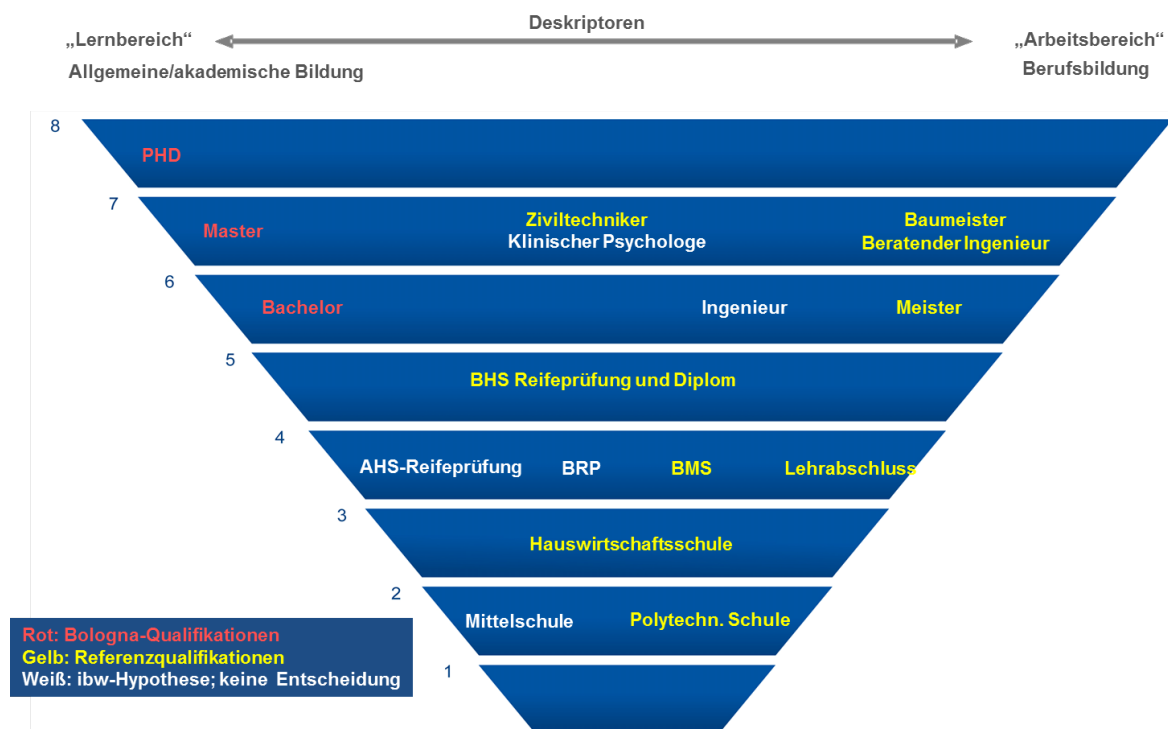 Deskriptoren
„Lernbereich“
„Arbeitsbereich“
Allgemeine/akademische Bildung
Berufsbildung
8
PHD
7
Master
Ziviltechniker
Klinischer Psychologe
Baumeister
Beratender Ingenieur
6
Bachelor
Ingenieur
Meister
5
BHS Reifeprüfung und Diplom
4
AHS-Reifeprüfung
BRP
BMS
Lehrabschluss
3
Hauswirtschaftsschule
2
Mittelschule
Polytechn. Schule
1
Rot: Bologna-Qualifikationen
Gelb: Referenzqualifikationen
Weiß: ibw-Hypothese; keine Entscheidung